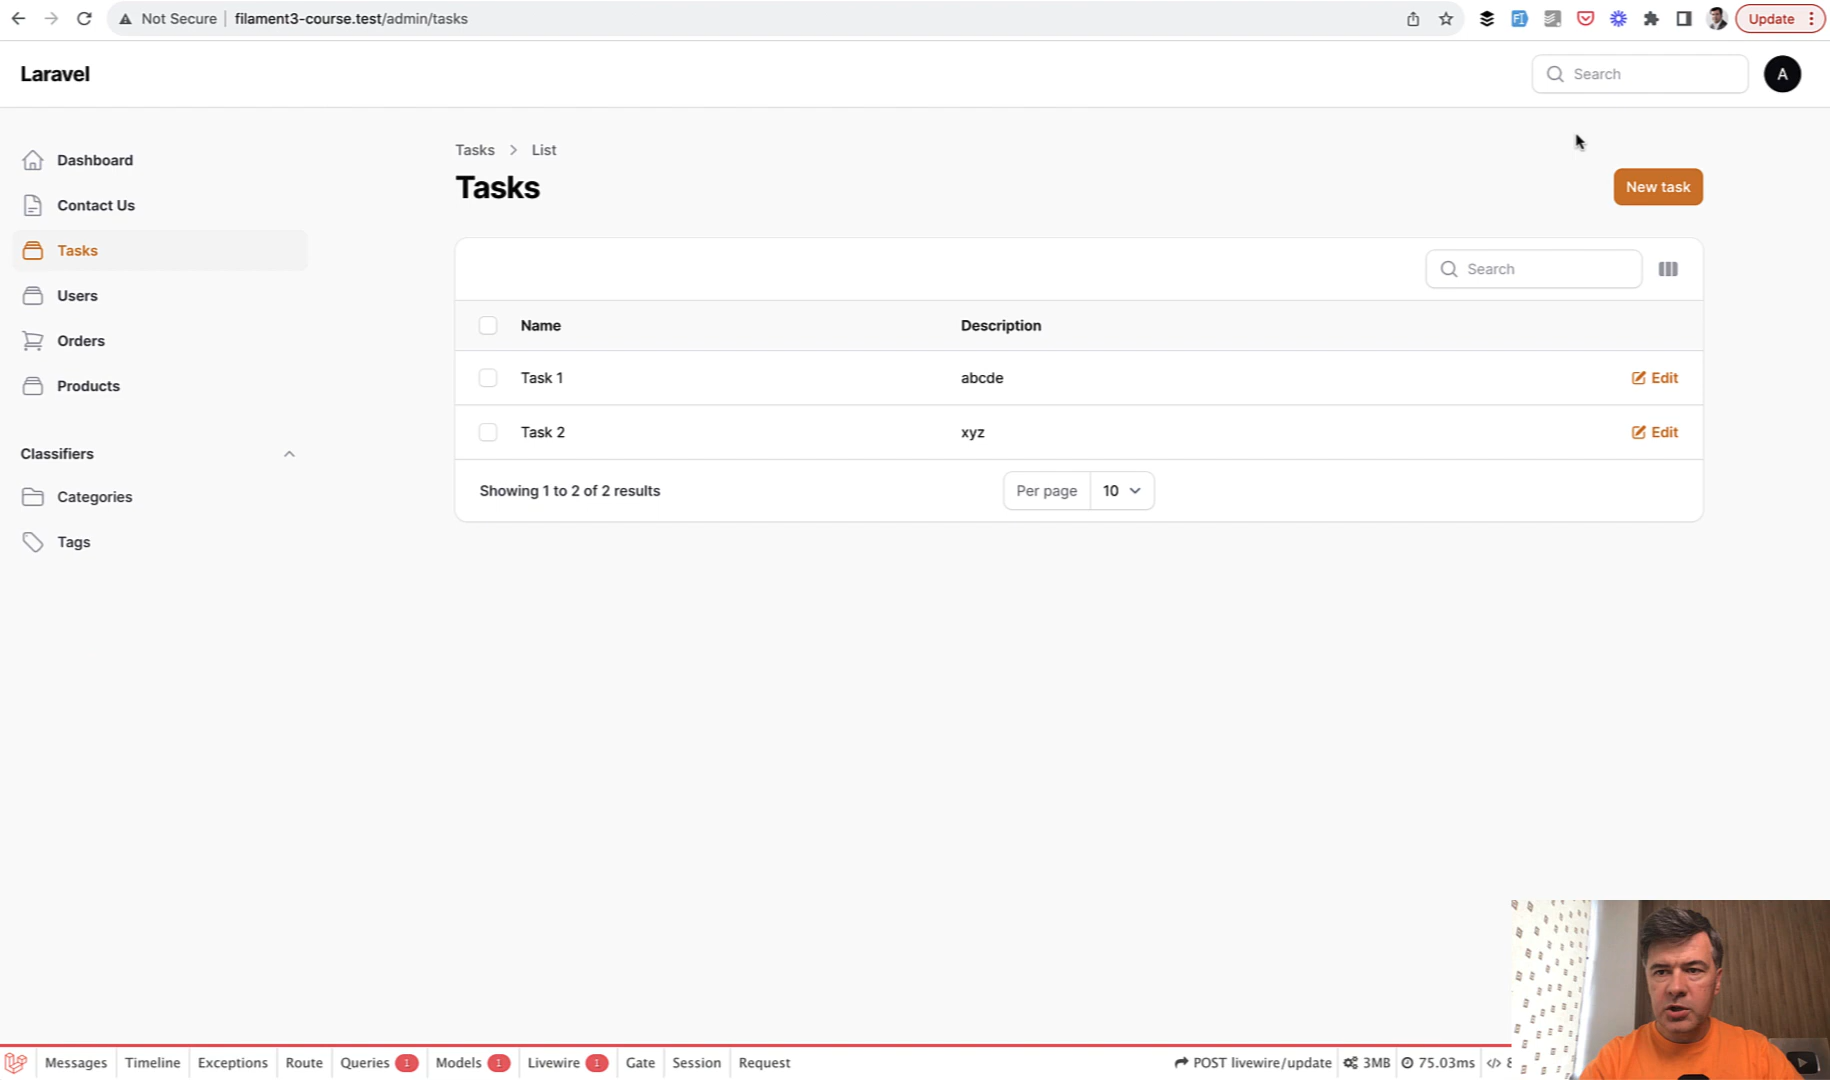 Not Secure filament3-course.test/admin/tasks Update
Laravel
Search
A
Dashboard
Contact Us
Tasks
Users
Orders
Products
Classifiers
Categories
Tags
Tasks > List
Tasks
New task
Search
Name Description
Task 1 abcde Edit
Task 2 xyz Edit
Showing 1 to 2 of 2 results
Per page 10
Messages Timeline Exceptions Route Queries 1 Models 1 Livewire 1 Gate Session Request
POST livewire/update 3MB 75.03ms